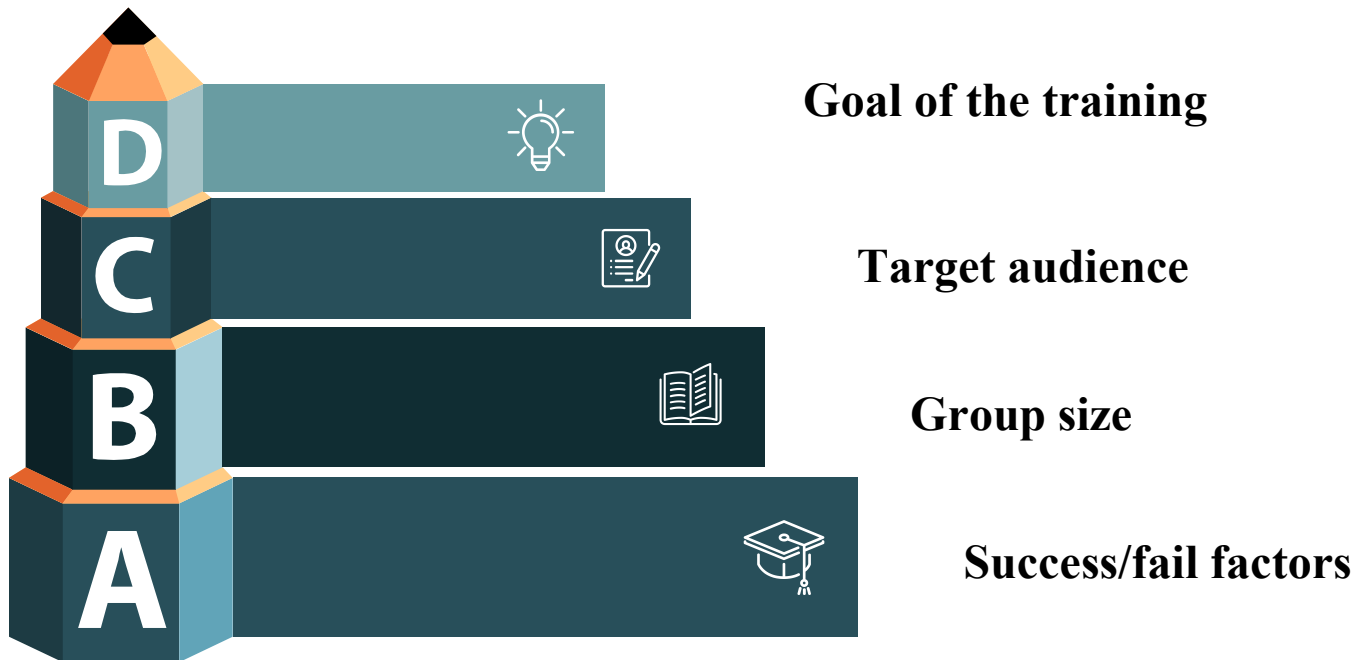 D
Goal of the training
C
Target audience
B
Group size
A
Success/fail factors